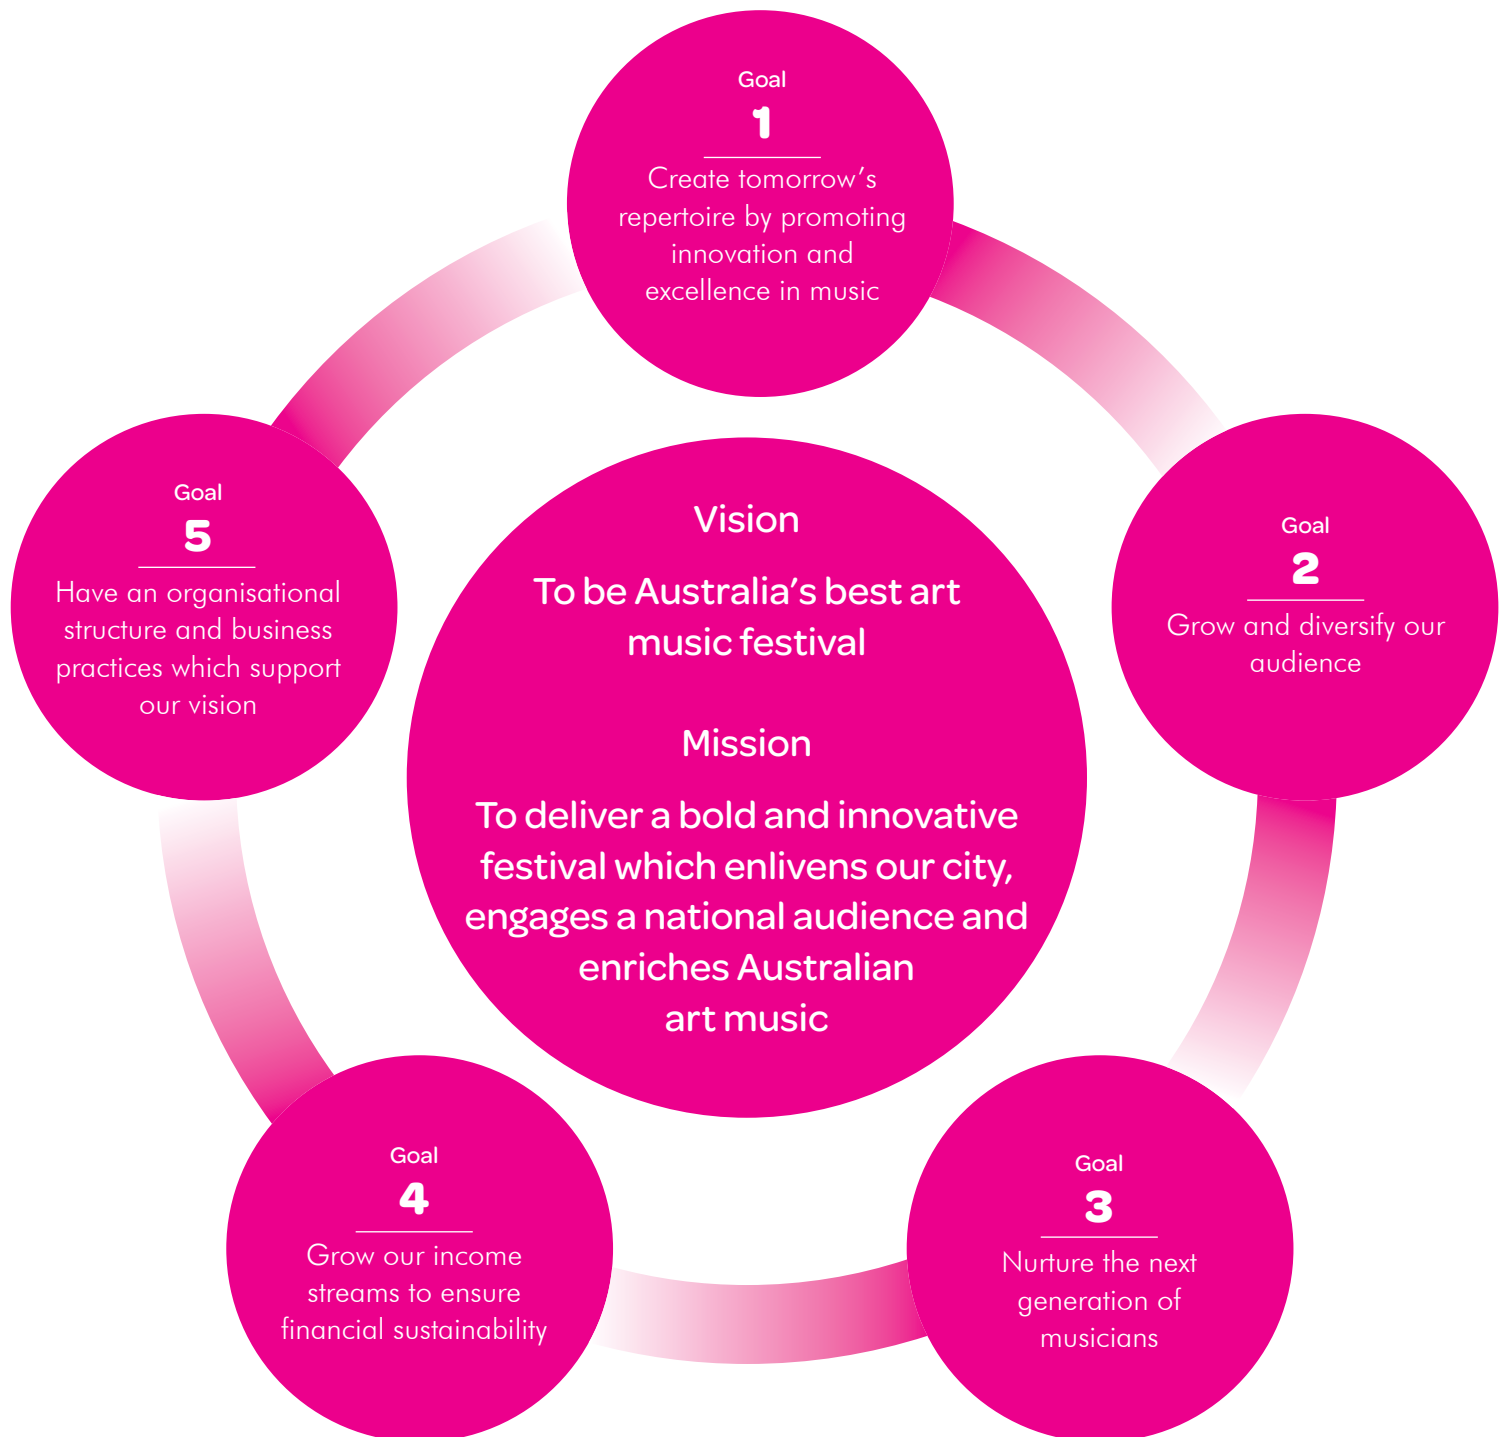 Goal
1
Create tomorrow’s
repertoire by promoting
innovation and
excellence in music
Goal
2
Grow and diversify our
audience
Goal
3
Nurture the next
generation of
musicians
Goal
4
Grow our income
streams to ensure
financial sustainability
Goal
5
Have an organisational
structure and business
practices which support
our vision
Vision
To be Australia’s best art
music festival
Mission
To deliver a bold and innovative
festival which enlivens our city,
engages a national audience and
enriches Australian
art music